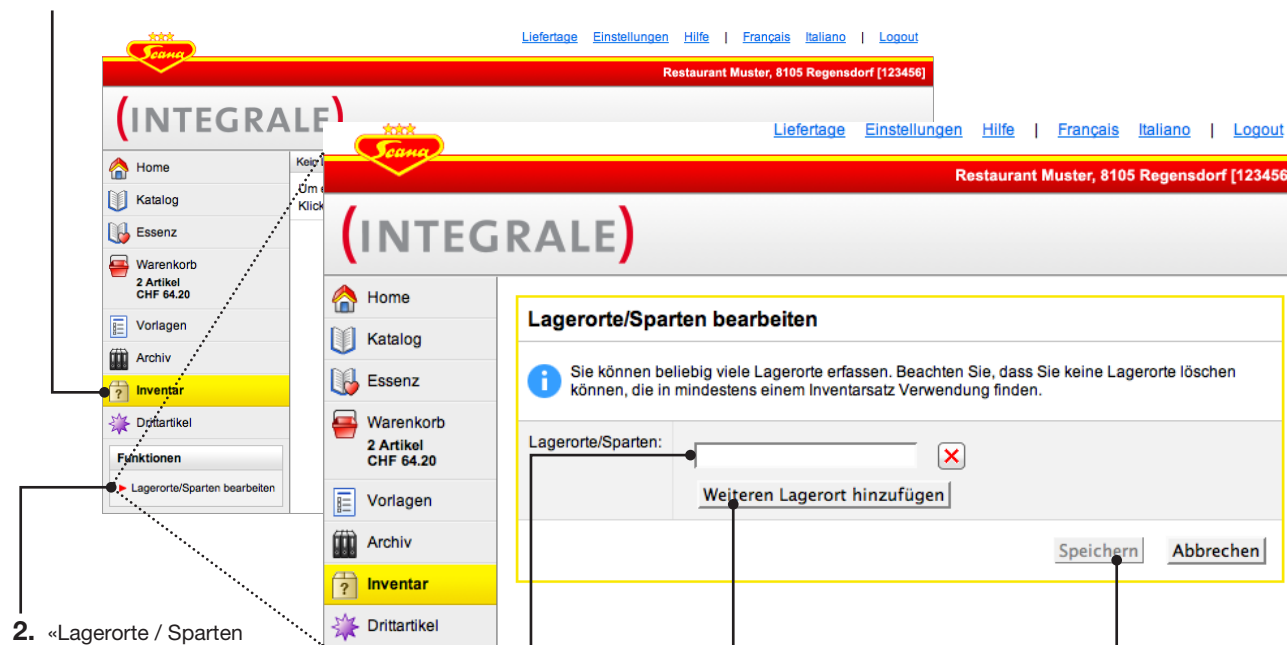 Scana
Liefertage Einstellungen Hilfe | Français Italiano | Logout
Restaurant Muster, 8105 Regensdorf [123456]
(INTEGRALE)
Home
Katalog
Essenz
Warenkorb
2 Artikel
CHF 64.20
Vorlagen
Archiv
Inventar
Drittartikel
Funktionen
Lagerorte/Sparten bearbeiten
Um
Klick
Scana
Liefertage Einstellungen Hilfe | Français Italiano | Logout
Restaurant Muster, 8105 Regensdorf [123456
(INTEGRALE)
Home
Katalog
Essenz
Warenkorb
2 Artikel
CHF 64.20
Vorlagen
Archiv
Inventar
Drittartikel
Lagerorte/Sparten bearbeiten
Sie können beliebig viele Lagerorte erfassen. Beachten Sie, dass Sie keine Lagerorte löschen
können, die in mindestens einem Inventarsatz Verwendung finden.
Lagerorte/Sparten:
Weiteren Lagerort hinzufügen
Speichern Abbrechen
2. «Lagerorte / Sparten